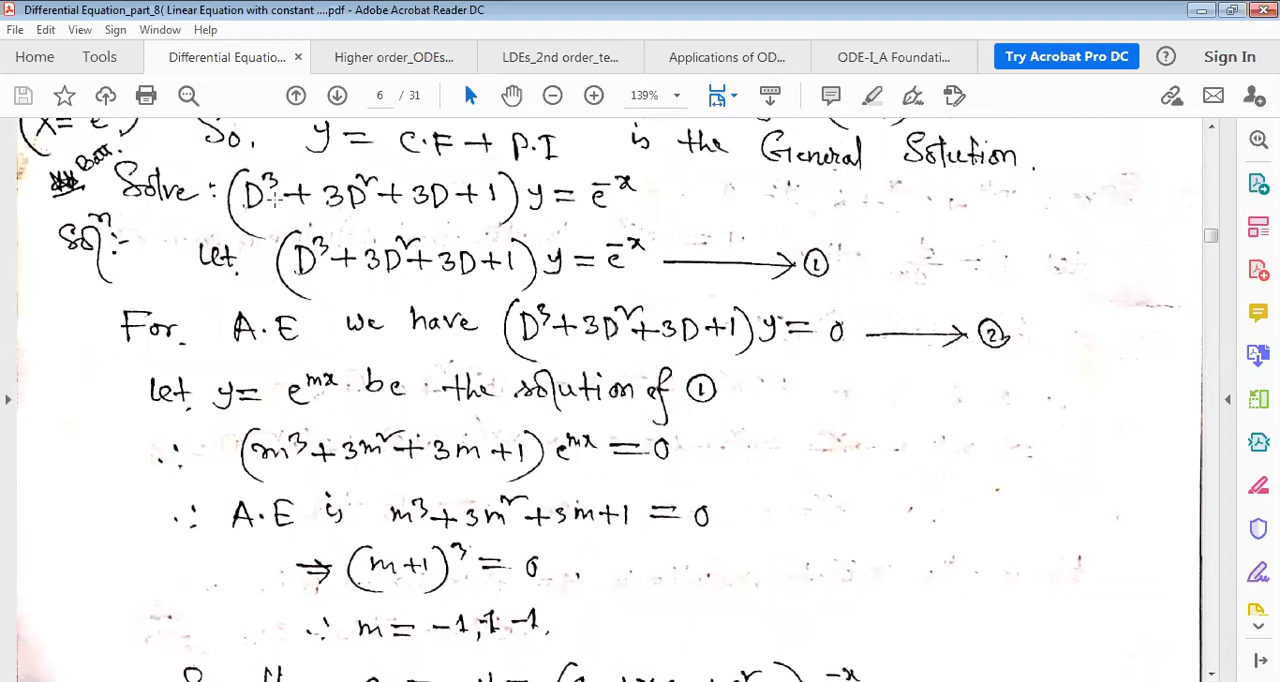 Differential Equation_part_8( Linear Equation with constant ....pdf - Adobe Acrobat Reader DC
File Edit View Sign Window Help
Home Tools Differential Equatio... × Higher order_ODEs... LDEs_2nd order_te... Applications of OD... ODE-I_A Foundati... Try Acrobat Pro DC Sign In
6 / 31 139%
So, y = C.F + P.I is the General Solution.
Solve : (D³ + 3D² + 3D + 1) y = e⁻ˣ
Solⁿ :- Let (D³ + 3D² + 3D + 1) y = e⁻ˣ ⟶ ①
For A.E we have (D³ + 3D² + 3D + 1) y = 0 ⟶ ②
Let y = eᵐˣ be the solution of ①
∴ (m³ + 3m² + 3m + 1) eᵐˣ = 0
∴ A.E is m³ + 3m² + 3m + 1 = 0
⇒ (m+1)³ = 0
∴ m = -1, -1, -1.